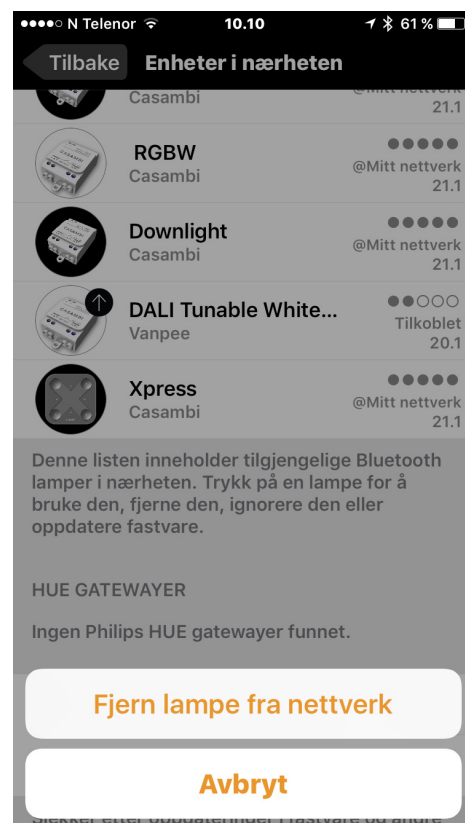 N Telenor 10.10 61 %
Tilbake Enheter i nærheten
Casambi @Mitt nettverk
21.1
RGBW
Casambi @Mitt nettverk
21.1
Downlight
Casambi @Mitt nettverk
21.1
DALI Tunable White...
Vanpee Tilkoblet
20.1
Xpress
Casambi @Mitt nettverk
21.1
Denne listen inneholder tilgjengelige Bluetooth
lamper i nærheten. Trykk på en lampe for å
bruke den, fjerne den, ignorere den eller
oppdatere fastvare.
HUE GATEWAYER
Ingen Philips HUE gatewayer funnet.
Fjern lampe fra nettverk
Avbryt